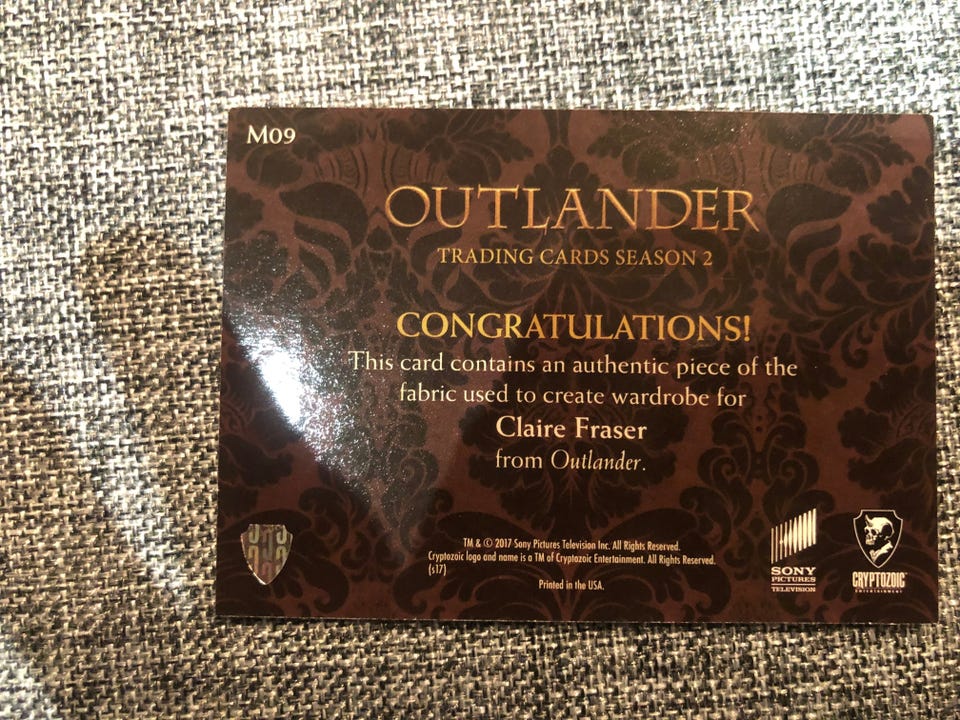 M09
OUTLANDER
TRADING CARDS SEASON 2
CONGRATULATIONS!
This card contains an authentic piece of the
fabric used to create wardrobe for
Claire Fraser
from Outlander.
TM & © 2017 Sony Pictures Television Inc. All Rights Reserved.
Cryptozoic logo and name is a TM of Cryptozoic Entertainment. All Rights Reserved.
(s17)
Printed in the USA.
SONY
PICTURES
TELEVISION
CRYPTOZOIC
ENTERTAINMENT